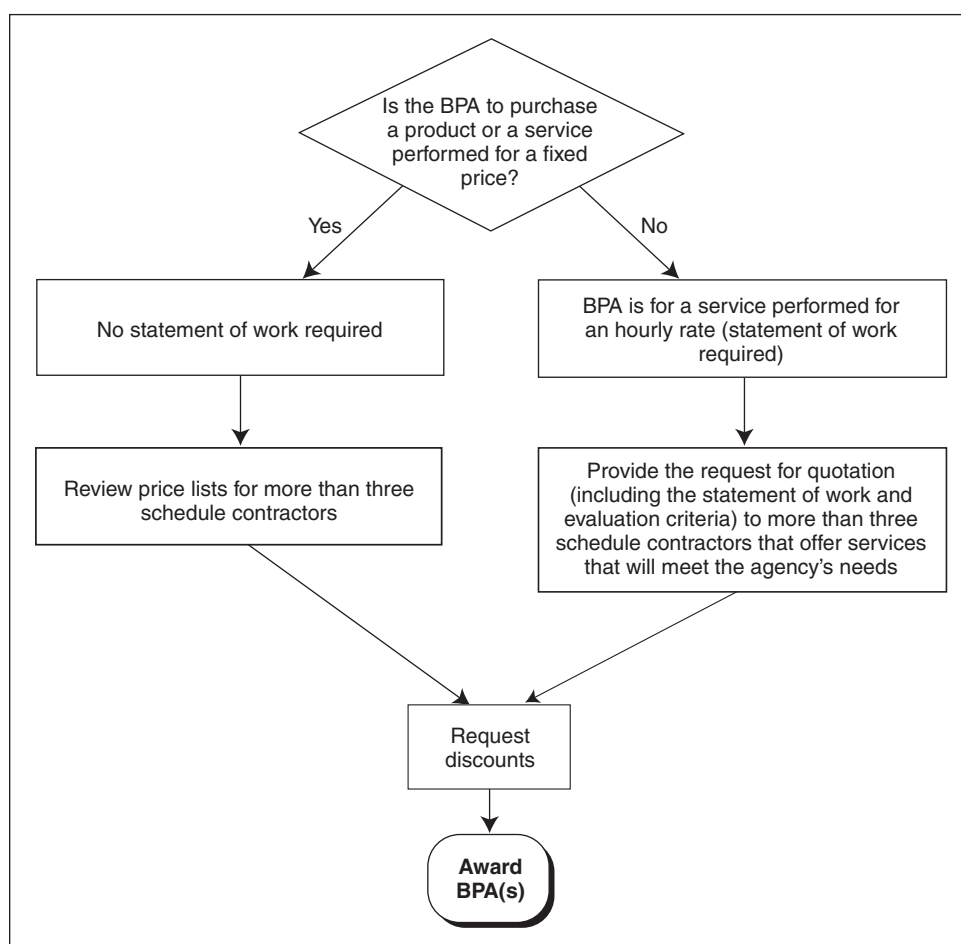 Is the BPA to purchase
a product or a service
performed for a fixed
price?
Yes
No
No statement of work required
BPA is for a service performed for
an hourly rate (statement of work
required)
Review price lists for more than three
schedule contractors
Provide the request for quotation
(including the statement of work and
evaluation criteria) to more than three
schedule contractors that offer services
that will meet the agency’s needs
Request
discounts
Award
BPA(s)